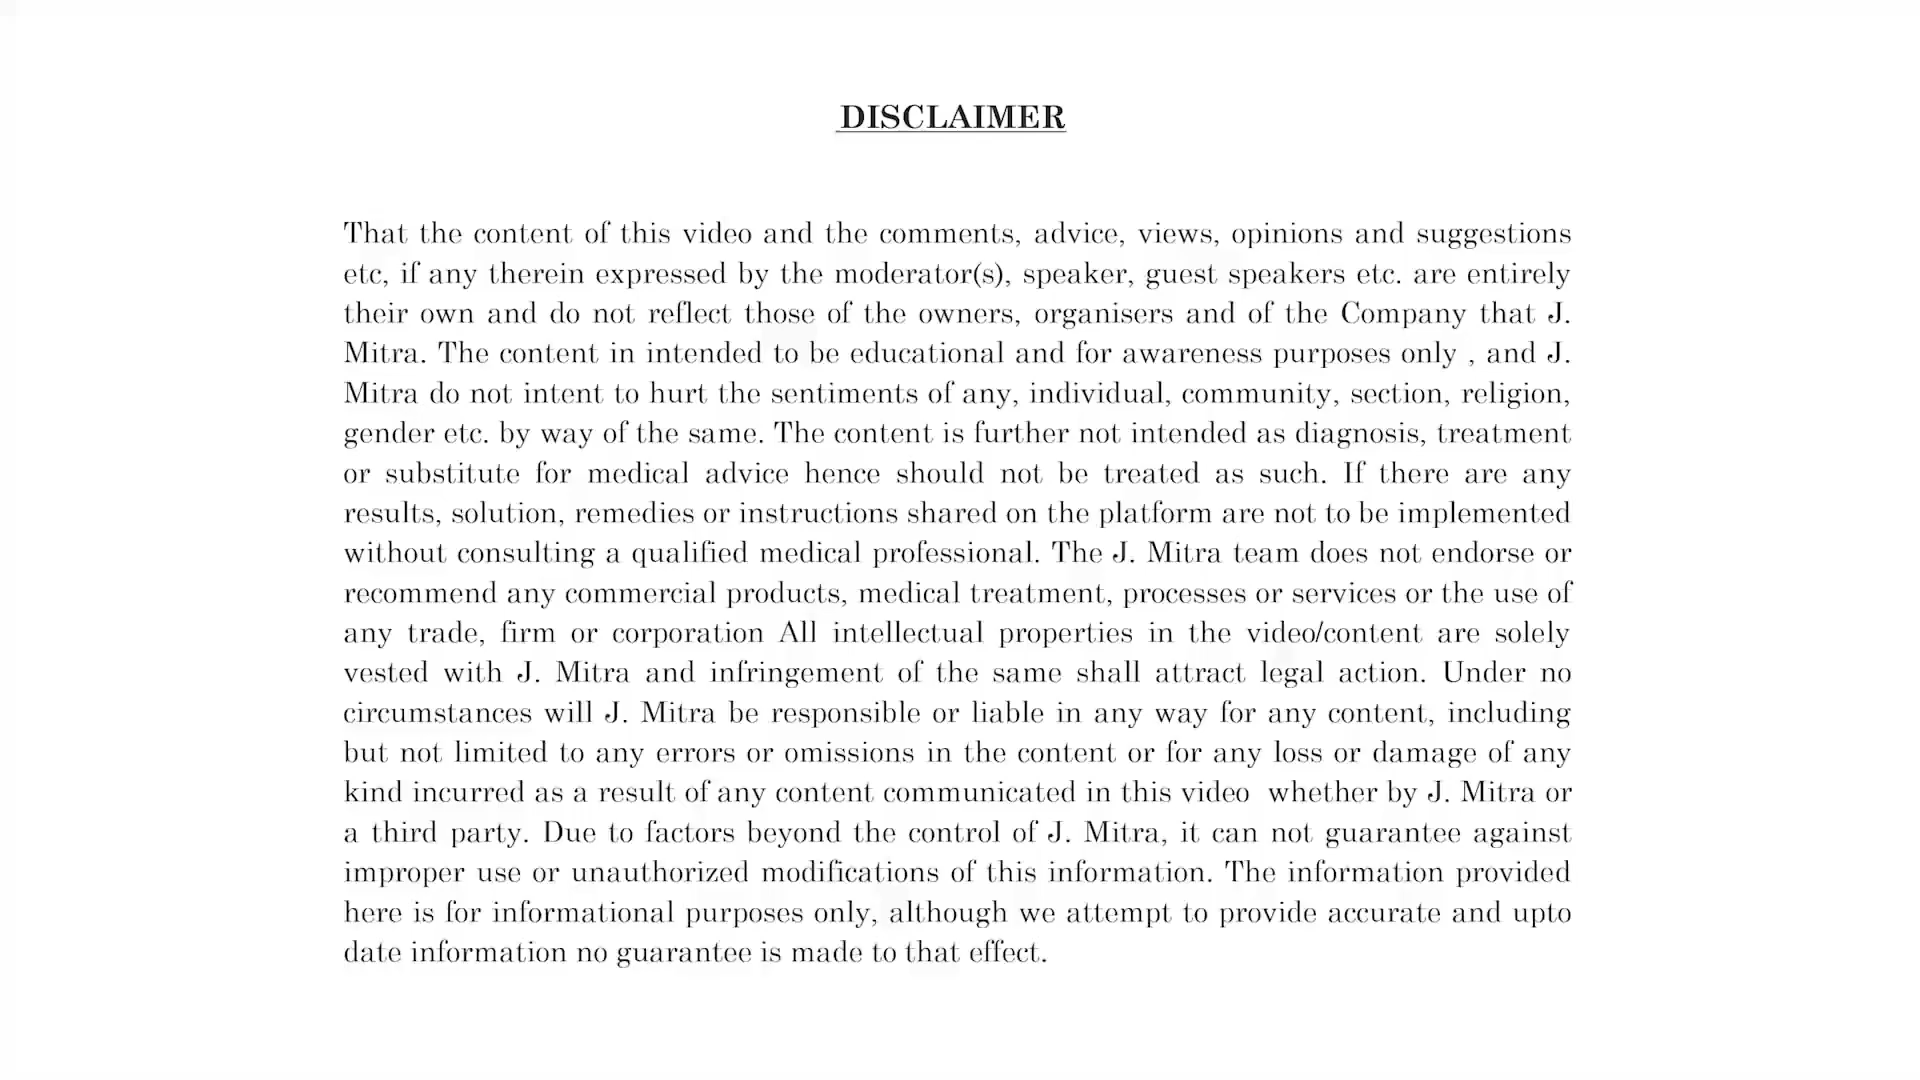 DISCLAIMER
That the content of this video and the comments, advice, views, opinions and suggestions
etc, if any therein expressed by the moderator(s), speaker, guest speakers etc. are entirely
their own and do not reflect those of the owners, organisers and of the Company that J.
Mitra. The content in intended to be educational and for awareness purposes only , and J.
Mitra do not intent to hurt the sentiments of any, individual, community, section, religion,
gender etc. by way of the same. The content is further not intended as diagnosis, treatment
or substitute for medical advice hence should not be treated as such. If there are any
results, solution, remedies or instructions shared on the platform are not to be implemented
without consulting a qualified medical professional. The J. Mitra team does not endorse or
recommend any commercial products, medical treatment, processes or services or the use of
any trade, firm or corporation All intellectual properties in the video/content are solely
vested with J. Mitra and infringement of the same shall attract legal action. Under no
circumstances will J. Mitra be responsible or liable in any way for any content, including
but not limited to any errors or omissions in the content or for any loss or damage of any
kind incurred as a result of any content communicated in this video  whether by J. Mitra or
a third party. Due to factors beyond the control of J. Mitra, it can not guarantee against
improper use or unauthorized modifications of this information. The information provided
here is for informational purposes only, although we attempt to provide accurate and upto
date information no guarantee is made to that effect.